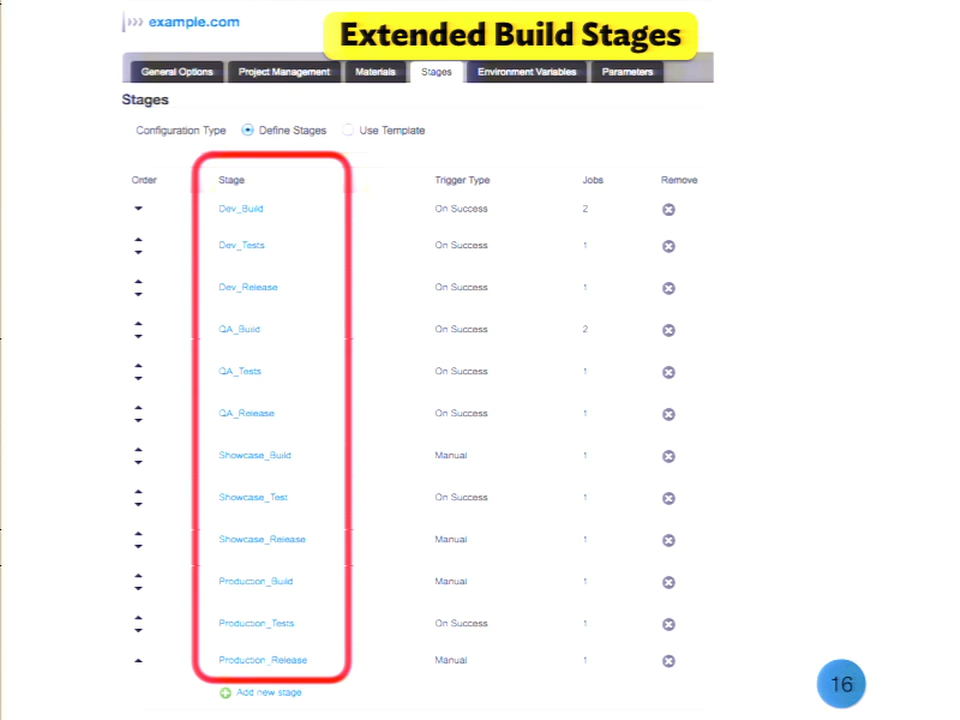 ››› example.com
Extended Build Stages
General Options Project Management Materials Stages Environment Variables Parameters
Stages
Configuration Type Define Stages Use Template
Order Stage Trigger Type Jobs Remove
Dev_Build On Success 2
Dev_Tests On Success 1
Dev_Release On Success 1
QA_Build On Success 2
QA_Tests On Success 1
QA_Release On Success 1
Showcase_Build Manual 1
Showcase_Test On Success 1
Showcase_Release Manual 1
Production_Build Manual 1
Production_Tests On Success 1
Production_Release Manual 1
Add new stage
16